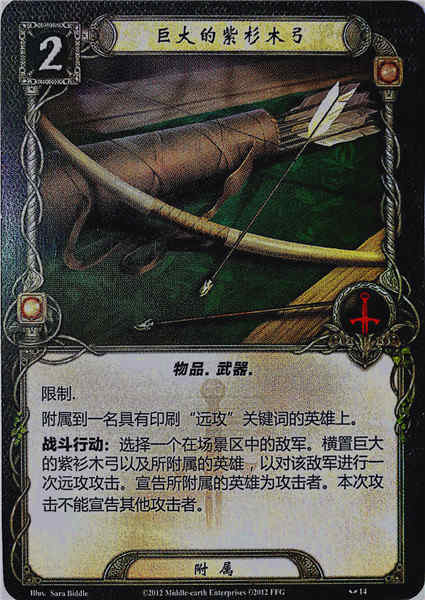 2
巨大的紫杉木弓
物品. 武器.
限制.
附属到一名具有印刷“远攻”关键词的英雄上。
战斗行动：选择一个在场景区中的敌军。横置巨大
的紫衫木弓以及所附属的英雄，以对该敌军进行一
次远攻攻击。宣告所附属的英雄为攻击者。本次攻
击不能宣告其他攻击者。
附属
Illus. Sara Biddle
©2012 Middle-earth Enterprises ©2012 FFG
14